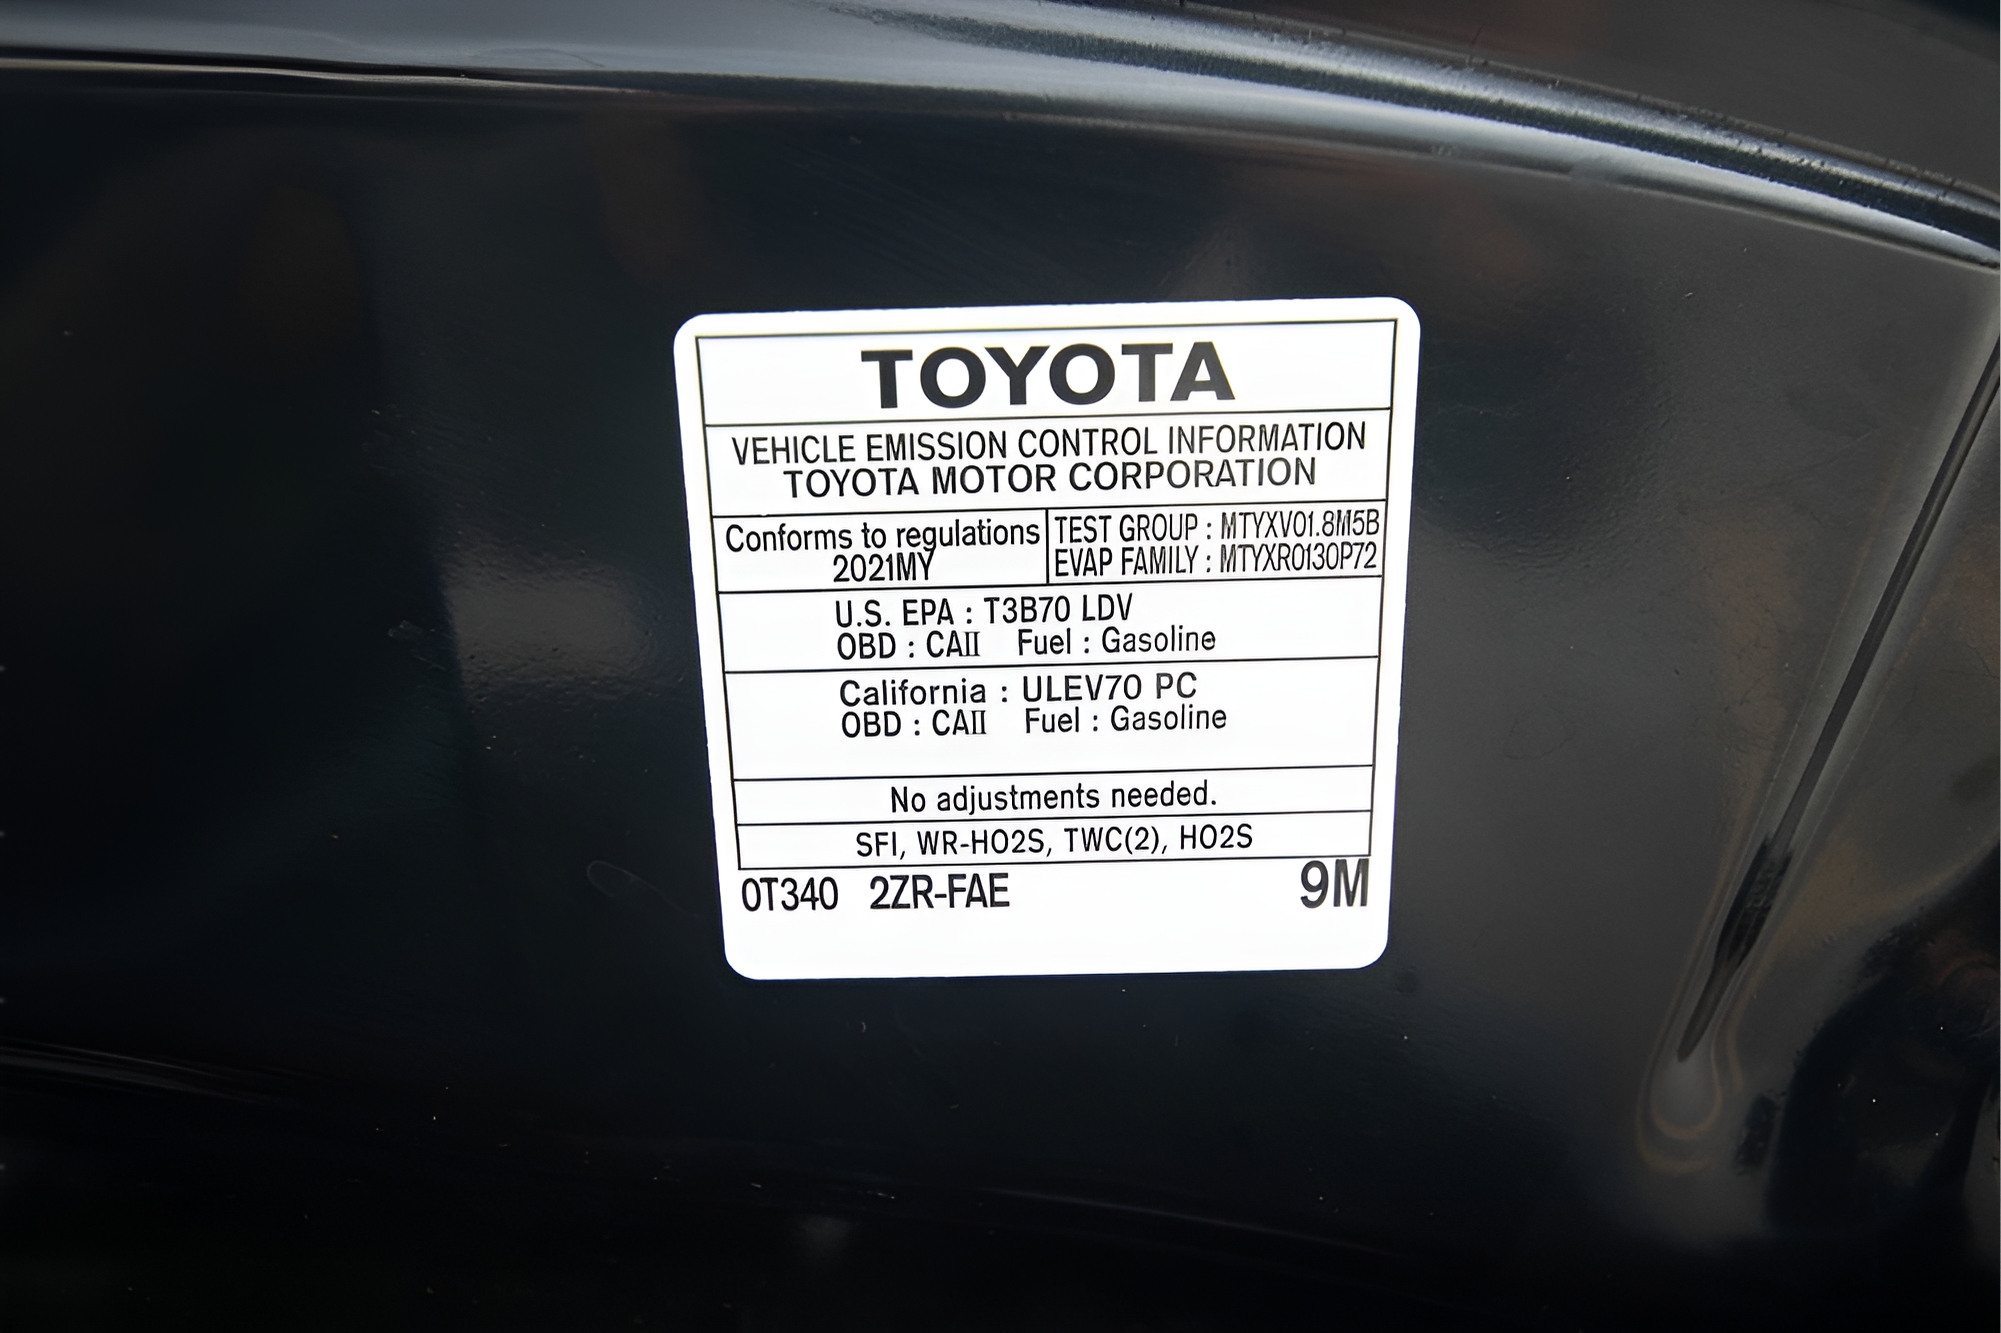 TOYOTA
VEHICLE EMISSION CONTROL INFORMATION
TOYOTA MOTOR CORPORATION
Conforms to regulations
2021MY
TEST GROUP : MTYXV01.8M5B
EVAP FAMILY : MTYXR0130P72
U.S. EPA : T3B70 LDV
OBD : CAII Fuel : Gasoline
California : ULEV70 PC
OBD : CAII Fuel : Gasoline
No adjustments needed.
SFI, WR-HO2S, TWC(2), HO2S
0T340 2ZR-FAE 9M